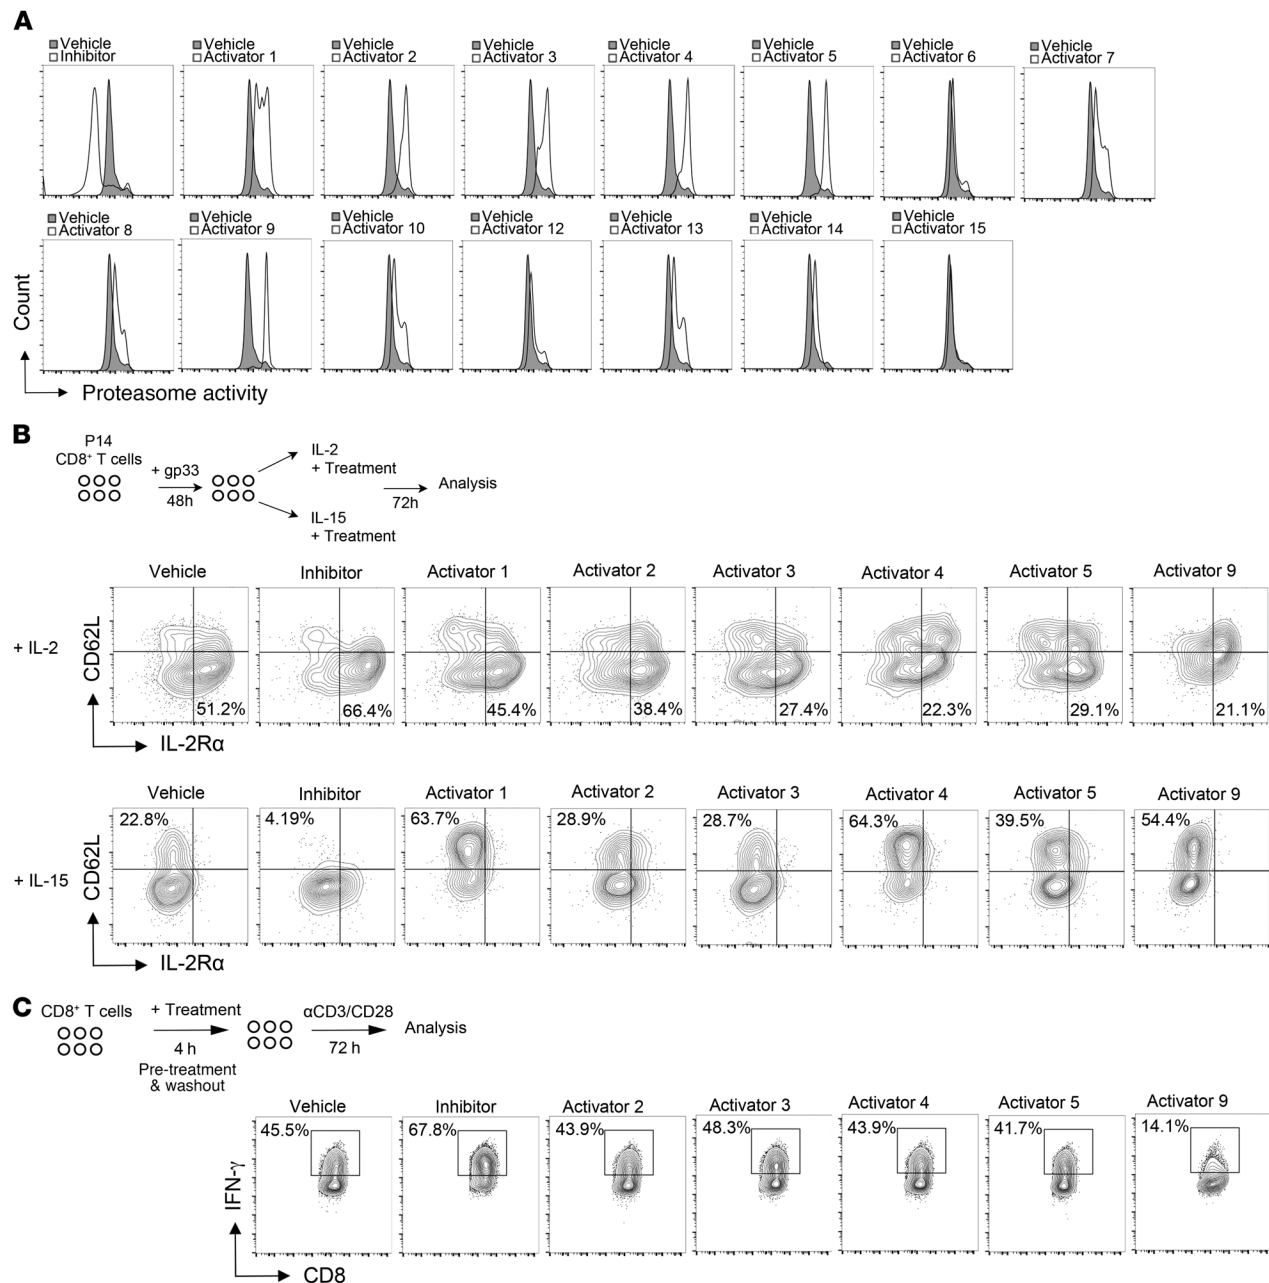 A
Vehicle
Inhibitor
Vehicle
Activator 1
Vehicle
Activator 2
Vehicle
Activator 3
Vehicle
Activator 4
Vehicle
Activator 5
Vehicle
Activator 6
Vehicle
Activator 7
Vehicle
Activator 8
Vehicle
Activator 9
Vehicle
Activator 10
Vehicle
Activator 12
Vehicle
Activator 13
Vehicle
Activator 14
Vehicle
Activator 15
Count
Proteasome activity
B
P14
CD8⁺ T cells
+ gp33
48h
IL-2
+ Treatment
IL-15
+ Treatment
72h
Analysis
Vehicle
Inhibitor
Activator 1
Activator 2
Activator 3
Activator 4
Activator 5
Activator 9
+ IL-2
CD62L
51.2%
66.4%
45.4%
38.4%
27.4%
22.3%
29.1%
21.1%
IL-2Rα
Vehicle
Inhibitor
Activator 1
Activator 2
Activator 3
Activator 4
Activator 5
Activator 9
22.8%
4.19%
63.7%
28.9%
28.7%
64.3%
39.5%
54.4%
+ IL-15
CD62L
IL-2Rα
C
CD8⁺ T cells
+ Treatment
4 h
Pre-treatment
& washout
αCD3/CD28
72 h
Analysis
Vehicle
Inhibitor
Activator 2
Activator 3
Activator 4
Activator 5
Activator 9
45.5%
67.8%
43.9%
48.3%
43.9%
41.7%
14.1%
IFN-γ
CD8